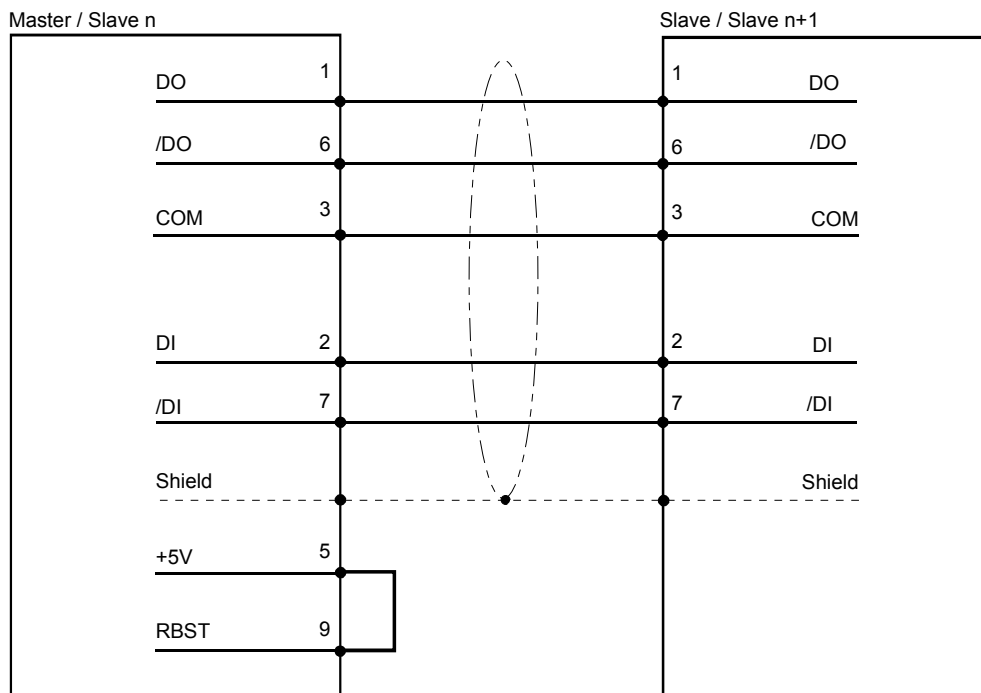 Master / Slave n Slave / Slave n+1
DO 1 1 DO
/DO 6 6 /DO
COM 3 3 COM
DI 2 2 DI
/DI 7 7 /DI
Shield Shield
+5V 5
RBST 9